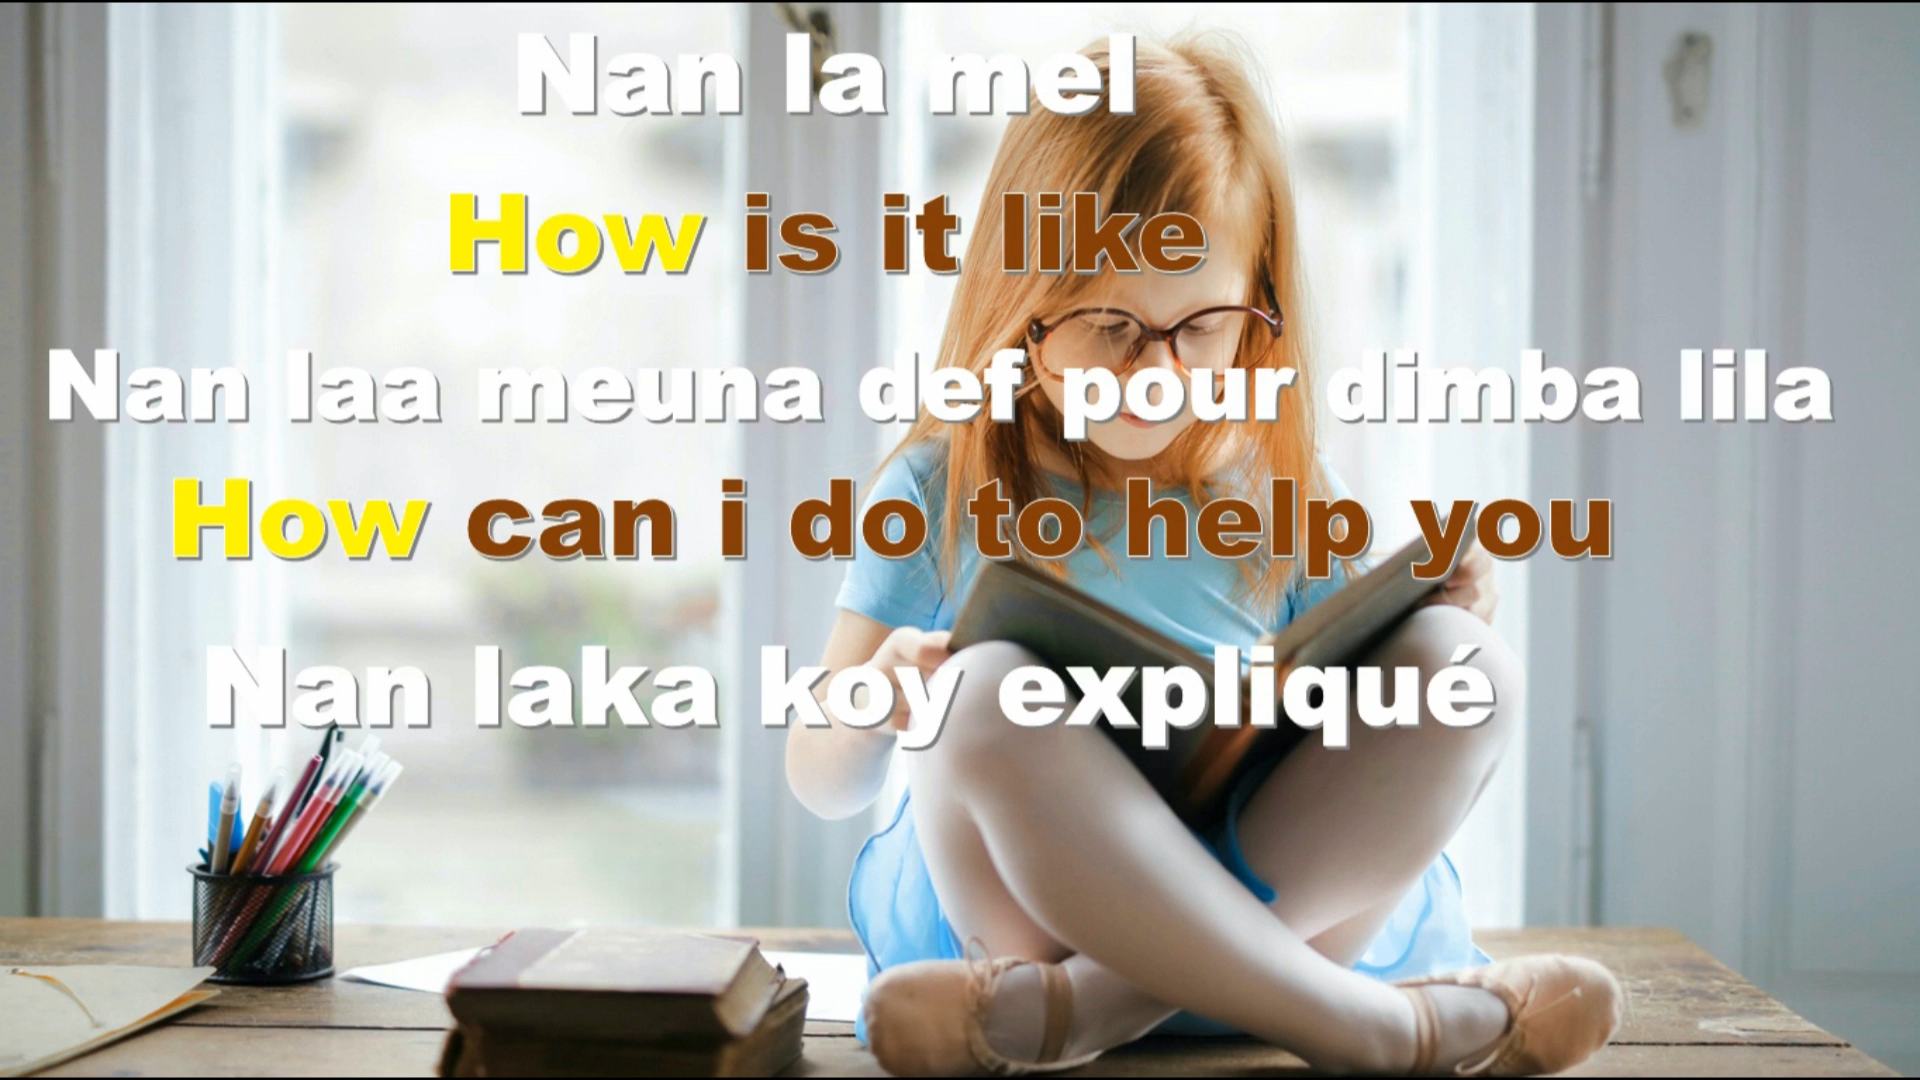 Nan la mel
How is it like
Nan laa meuna def pour dimba lila
How can i do to help you
Nan laka koy expliqué